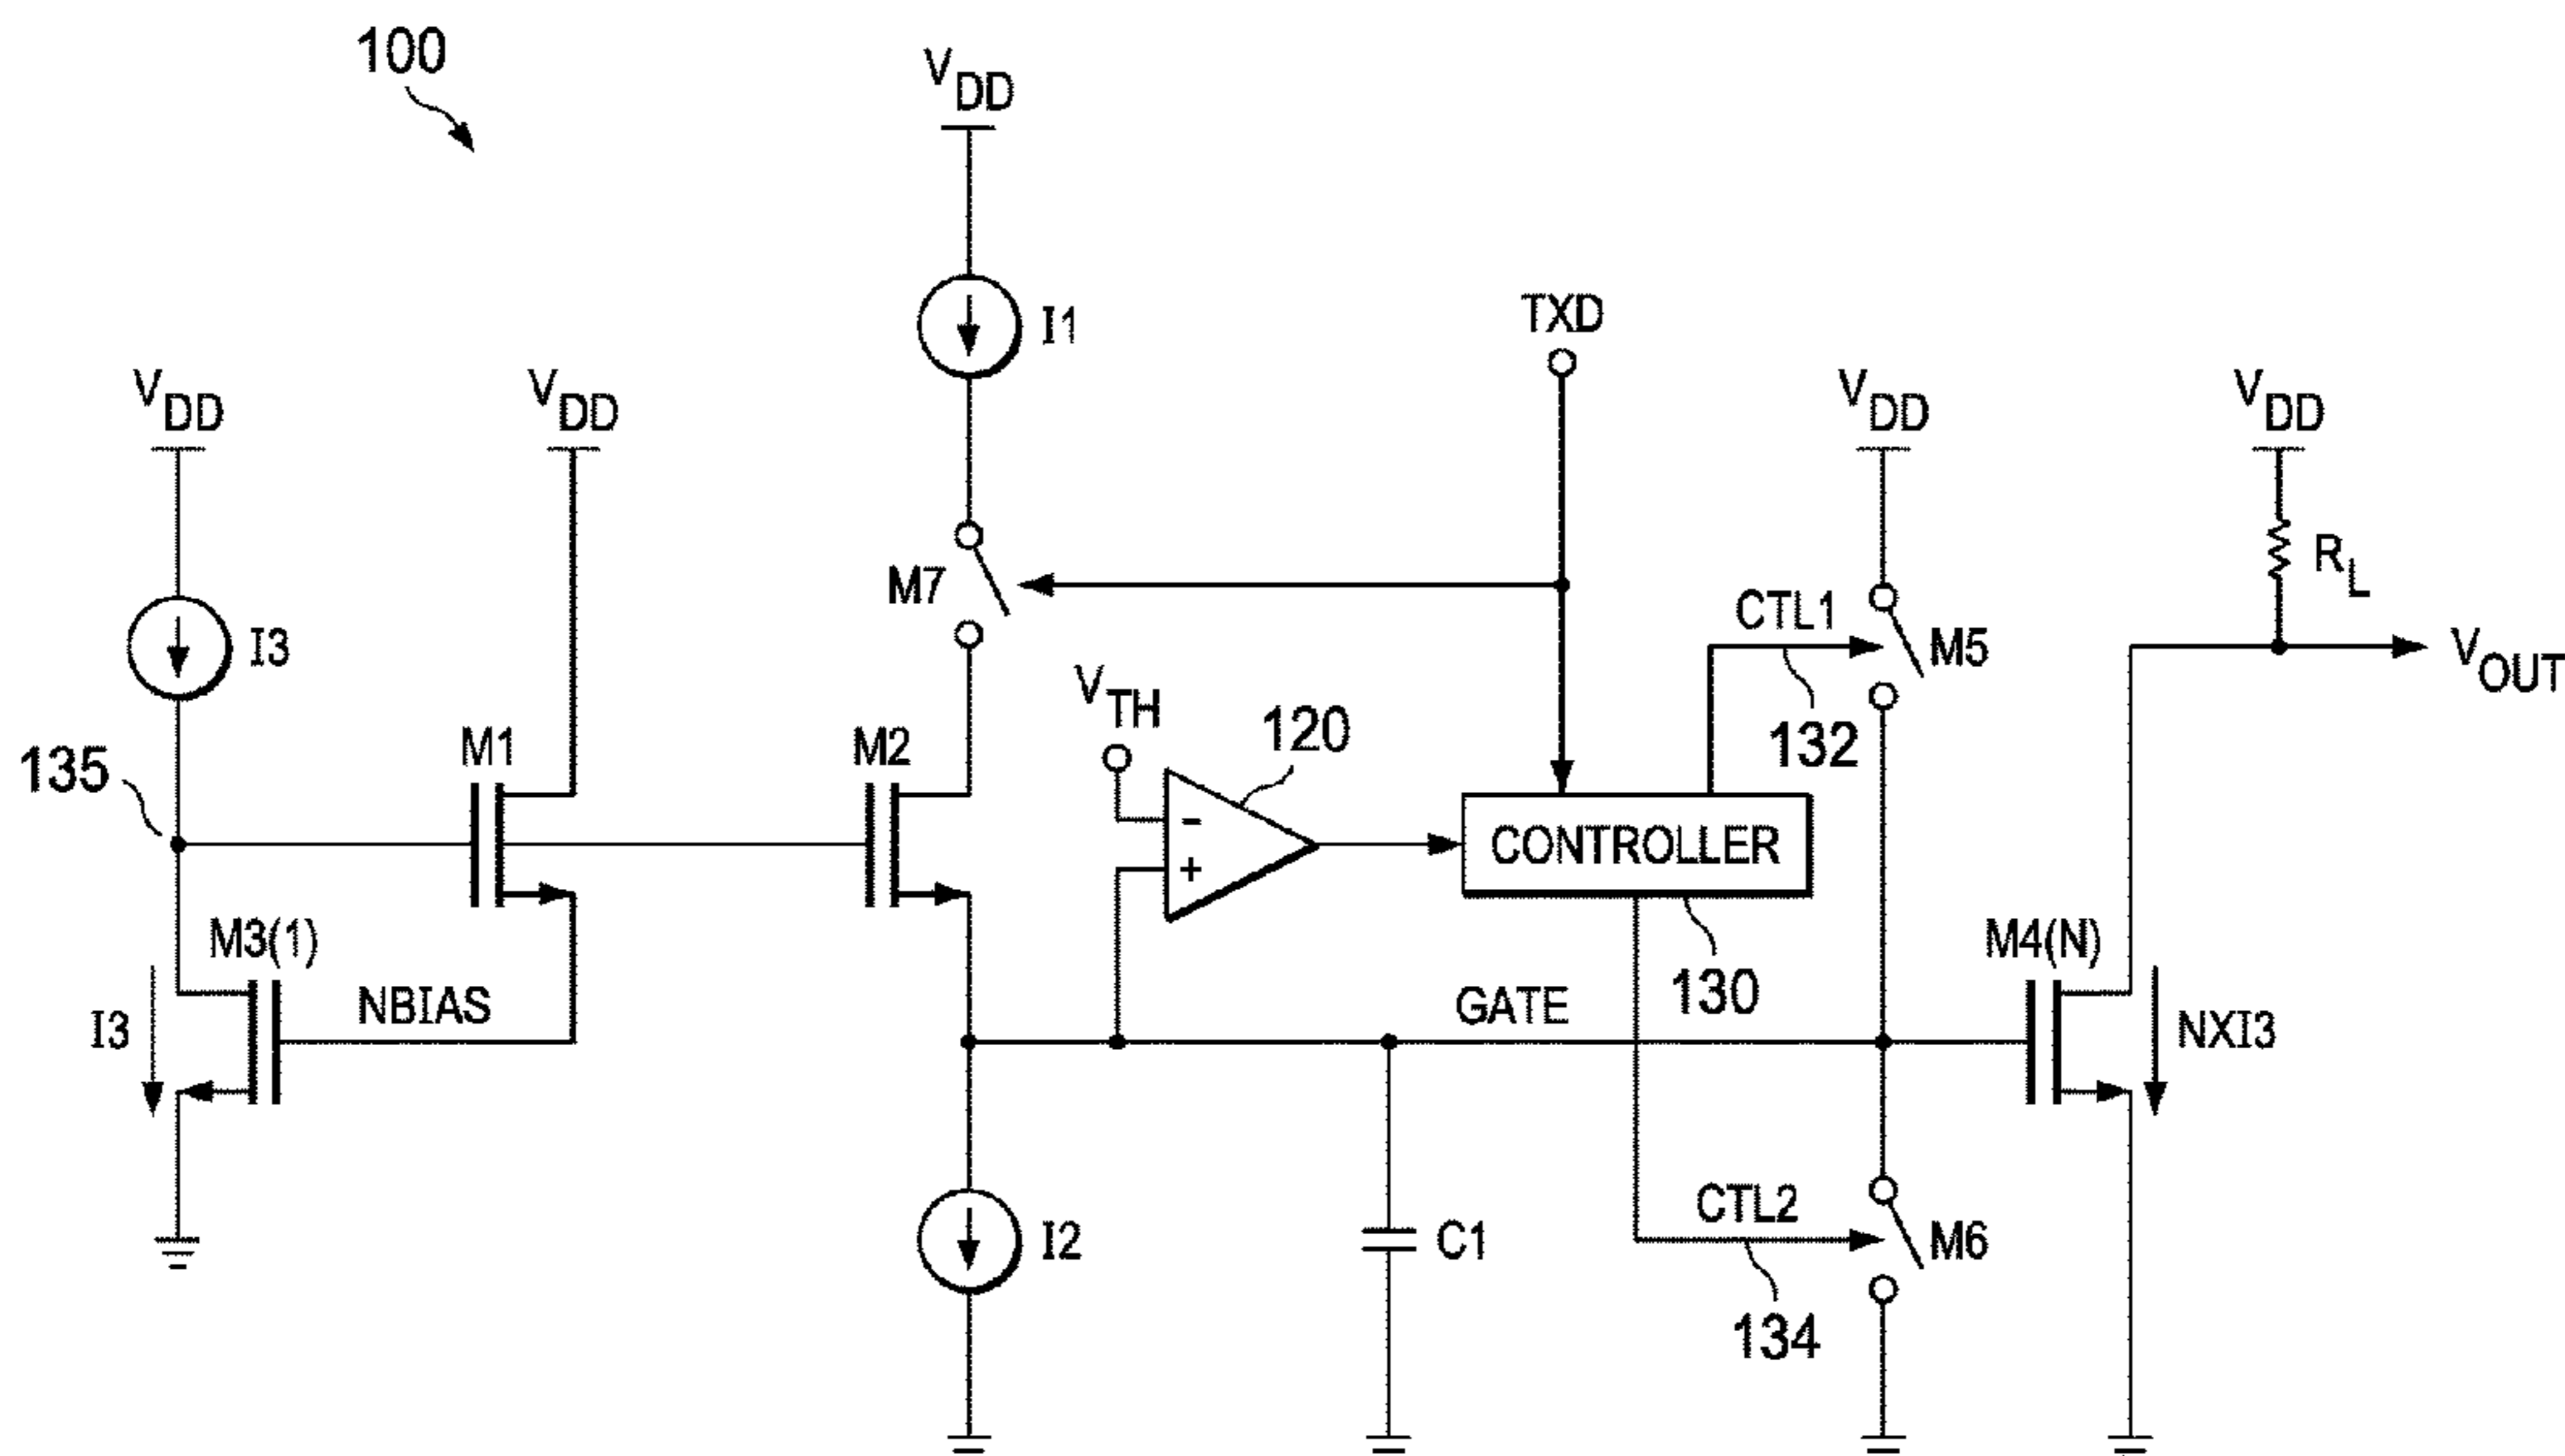 100
VDD
I1
TXD
VDD
VDD
VDD
VDD
I3
M7
CTL1
M5
RL
VOUT
135
M1
M2
VTH
120
132
-
+
CONTROLLER
M3(1)
I3
NBIAS
GATE
130
M4(N)
NXI3
I2
C1
CTL2
M6
134